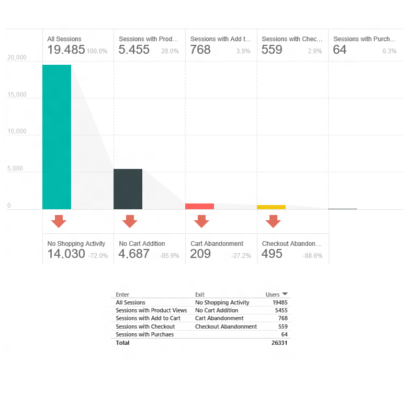 All Sessions
19.485 100.0%
Sessions with Prod...
5.455 28.0%
Sessions with Add t...
768 3.9%
Sessions with Chec...
559 2.9%
Sessions with Purch...
64 0.3%
20,000
15,000
10,000
5,000
0
No Shopping Activity
14.030 -72.0%
No Cart Addition
4.687 -85.9%
Cart Abandonment
209 -27.2%
Checkout Abandon...
495 -88.6%
Enter Exit Users
All Sessions No Shopping Activity 19485
Sessions with Product Views No Cart Addition 5455
Sessions with Add to Cart Cart Abandonment 768
Sessions with Checkout Checkout Abandonment 559
Sessions with Purchaes 64
Total 26331